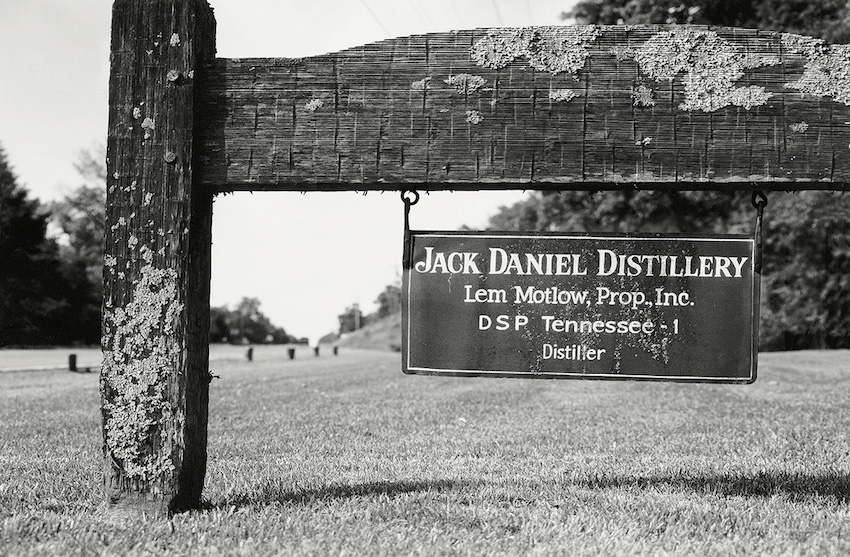 JACK DANIEL DISTILLERY
Lem Motlow, Prop., Inc.
DSP Tennessee - 1
Distiller